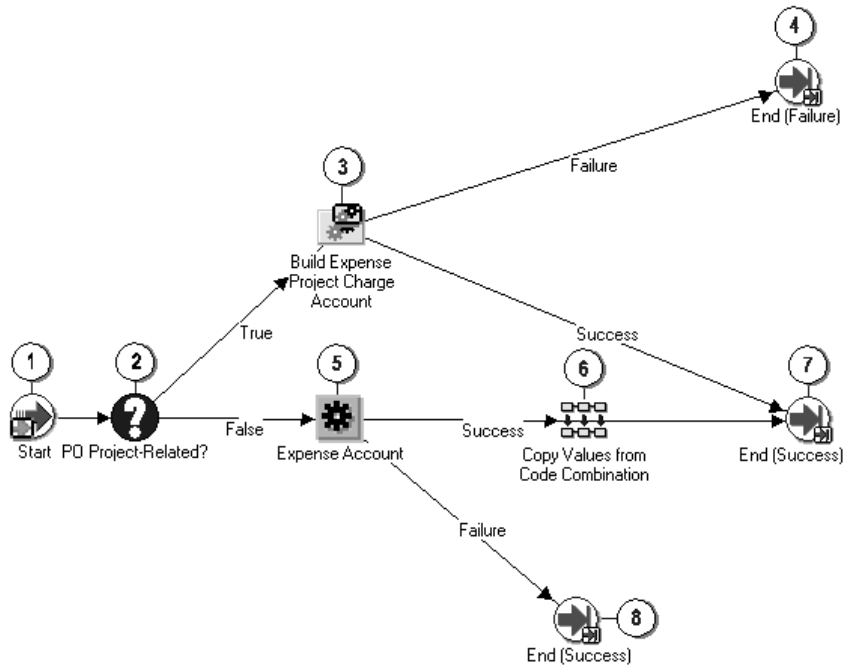 4
End (Failure)
Failure
3
Build Expense
Project Charge
Account
True
Success
1
2
5
6
7
Start
PO Project-Related?
False
Expense Account
Success
Copy Values from
Code Combination
End (Success)
Failure
8
End (Success)